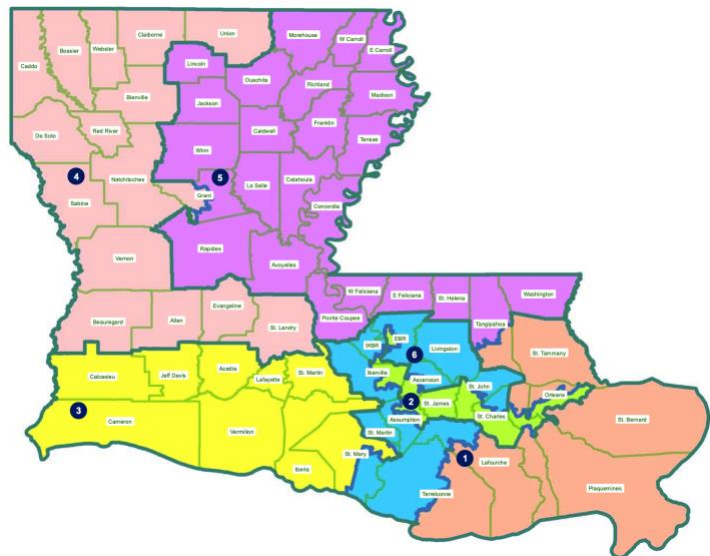 Claiborne
Union
Morehouse
W Carroll
E Carroll
Webster
Bossier
Caddo
Lincoln
Ouachita
Richland
Madison
Bienville
Jackson
Franklin
Caldwell
Red River
De Soto
Tensas
Winn
4
5
Natchitoches
Catahoula
La Salle
Grant
Sabine
Concordia
Rapides
Vernon
Avoyelles
W Feliciana
E Feliciana
St. Helena
Washington
Evangeline
Pointe Coupee
Beauregard
Allen
Tangipahoa
St. Landry
EBR
WBR
Livingston
6
St. Tammany
Acadia
Calcasieu
Jeff Davis
Lafayette
St. Martin
Iberville
Ascension
St. John
Orleans
2
St. James
3
St. Charles
Assumption
St. Bernard
Cameron
Vermilion
St. Martin
St. Mary
1
Lafourche
Iberia
Plaquemines
Terrebonne